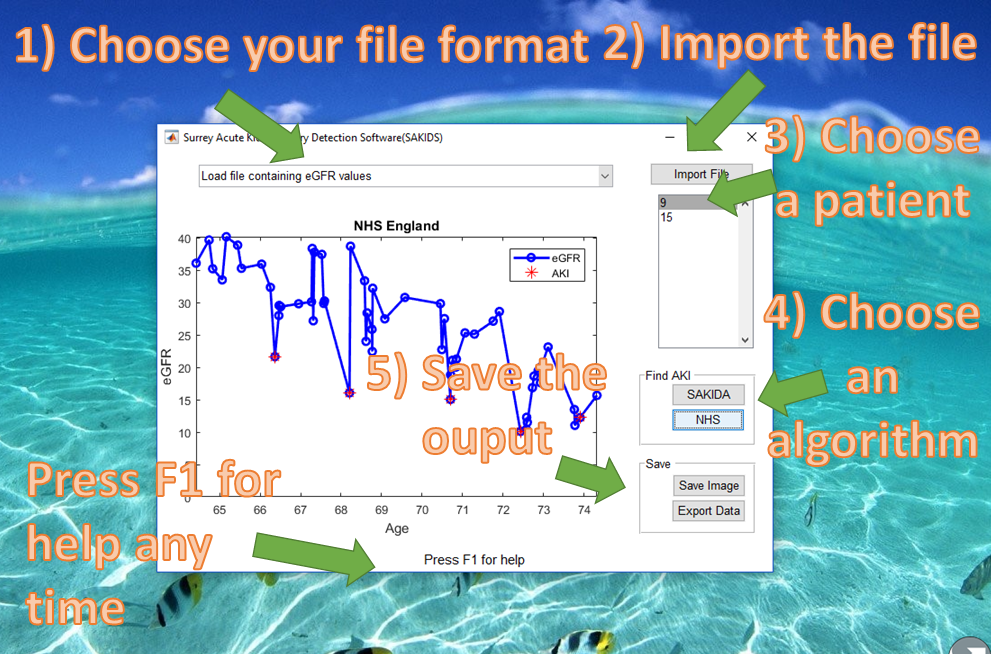 1) Choose your file format
2) Import the file
Surrey Acute Ki ry Detection Software(SAKIDS)
3) Choose
a patient
Load file containing eGFR values
Import File
9
15
NHS England
eGFR
AKI
40
35
30
25
20
15
10
0
eGFR
65
66
67
68
69
70
71
72
73
74
Age
4) Choose
an
algorithm
5) Save the
ouput
Find AKI
SAKIDA
NHS
Save
Save Image
Export Data
Press F1 for
help any
time
Press F1 for help